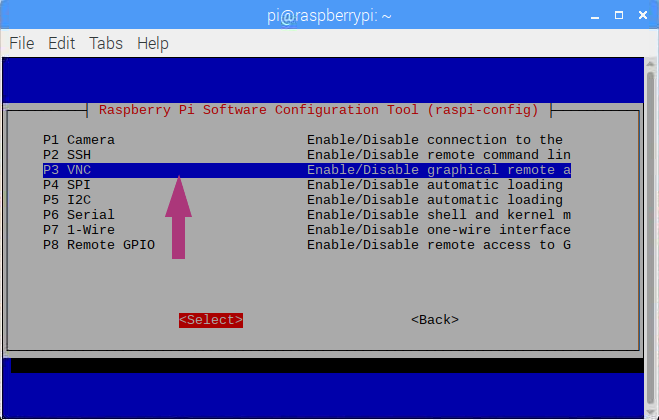 pi@raspberrypi: ~
File Edit Tabs Help
Raspberry Pi Software Configuration Tool (raspi-config)
P1 Camera Enable/Disable connection to the
P2 SSH Enable/Disable remote command lin
P3 VNC Enable/Disable graphical remote a
P4 SPI Enable/Disable automatic loading
P5 I2C Enable/Disable automatic loading
P6 Serial Enable/Disable shell and kernel m
P7 1-Wire Enable/Disable one-wire interface
P8 Remote GPIO Enable/Disable remote access to G
<Select> <Back>